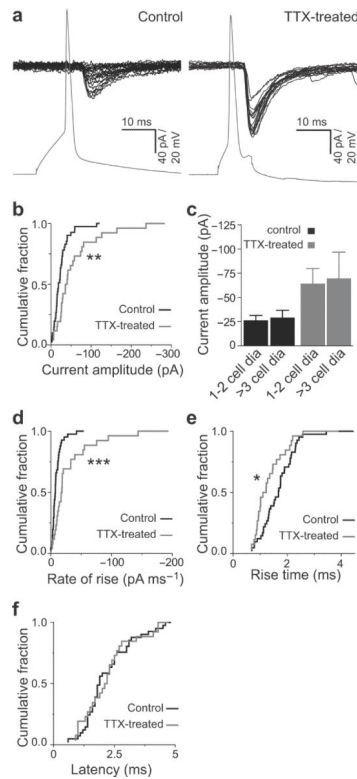 a
Control
TTX-treated
10 ms
40 pA /
20 mV
10 ms
40 pA /
20 mV
b
Cumulative fraction
1.0
0.5
0.0
**
Control
TTX-treated
0
-100
-200
-300
Current amplitude (pA)
c
Current amplitude (pA)
-125
-100
-75
-50
-25
0
control
TTX-treated
1-2 cell dia
>3 cell dia
1-2 cell dia
>3 cell dia
d
Cumulative fraction
1.0
0.5
0.0
***
Control
TTX-treated
0
-100
-200
Rate of rise (pA ms⁻¹)
e
Cumulative fraction
1.0
0.5
0.0
*
Control
TTX-treated
0
2
4
Rise time (ms)
f
Cumulative fraction
1.0
0.5
0.0
Control
TTX-treated
0
2.5
5
Latency (ms)